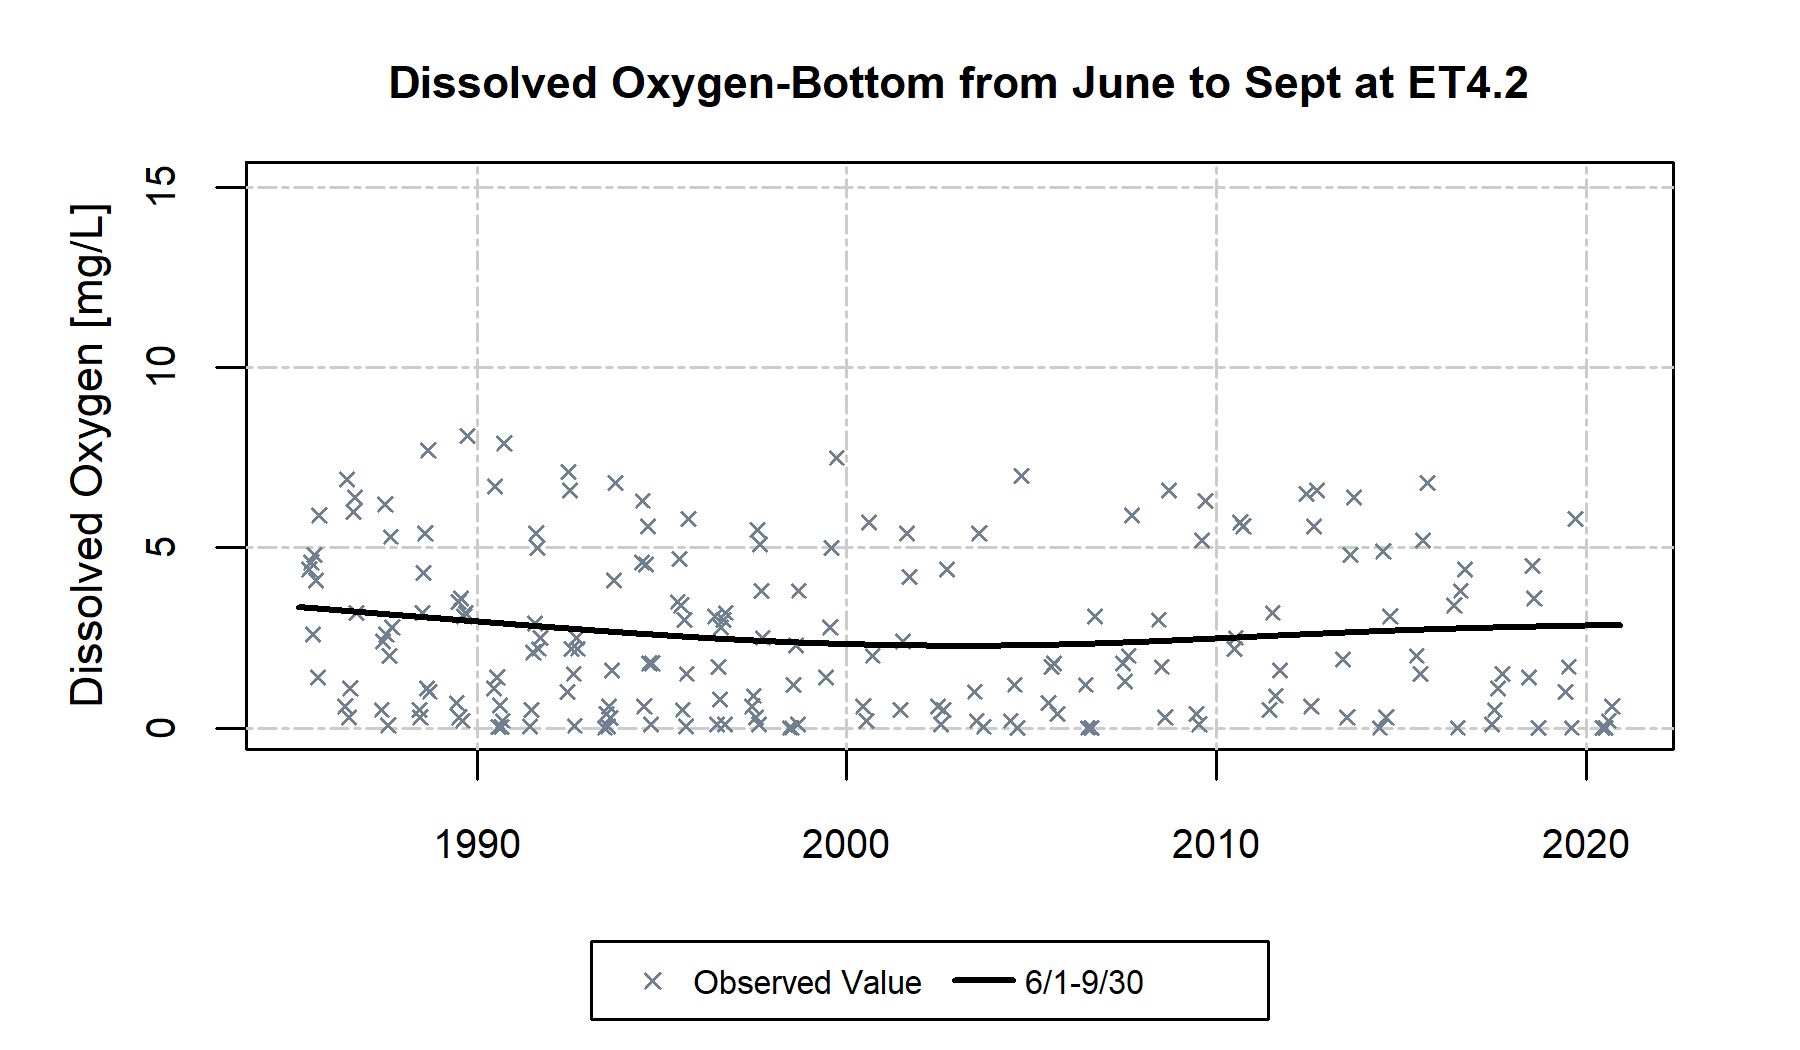 Dissolved Oxygen-Bottom from June to Sept at ET4.2
Dissolved Oxygen [mg/L]
15
10
5
0
1990 2000 2010 2020
Observed Value 6/1-9/30